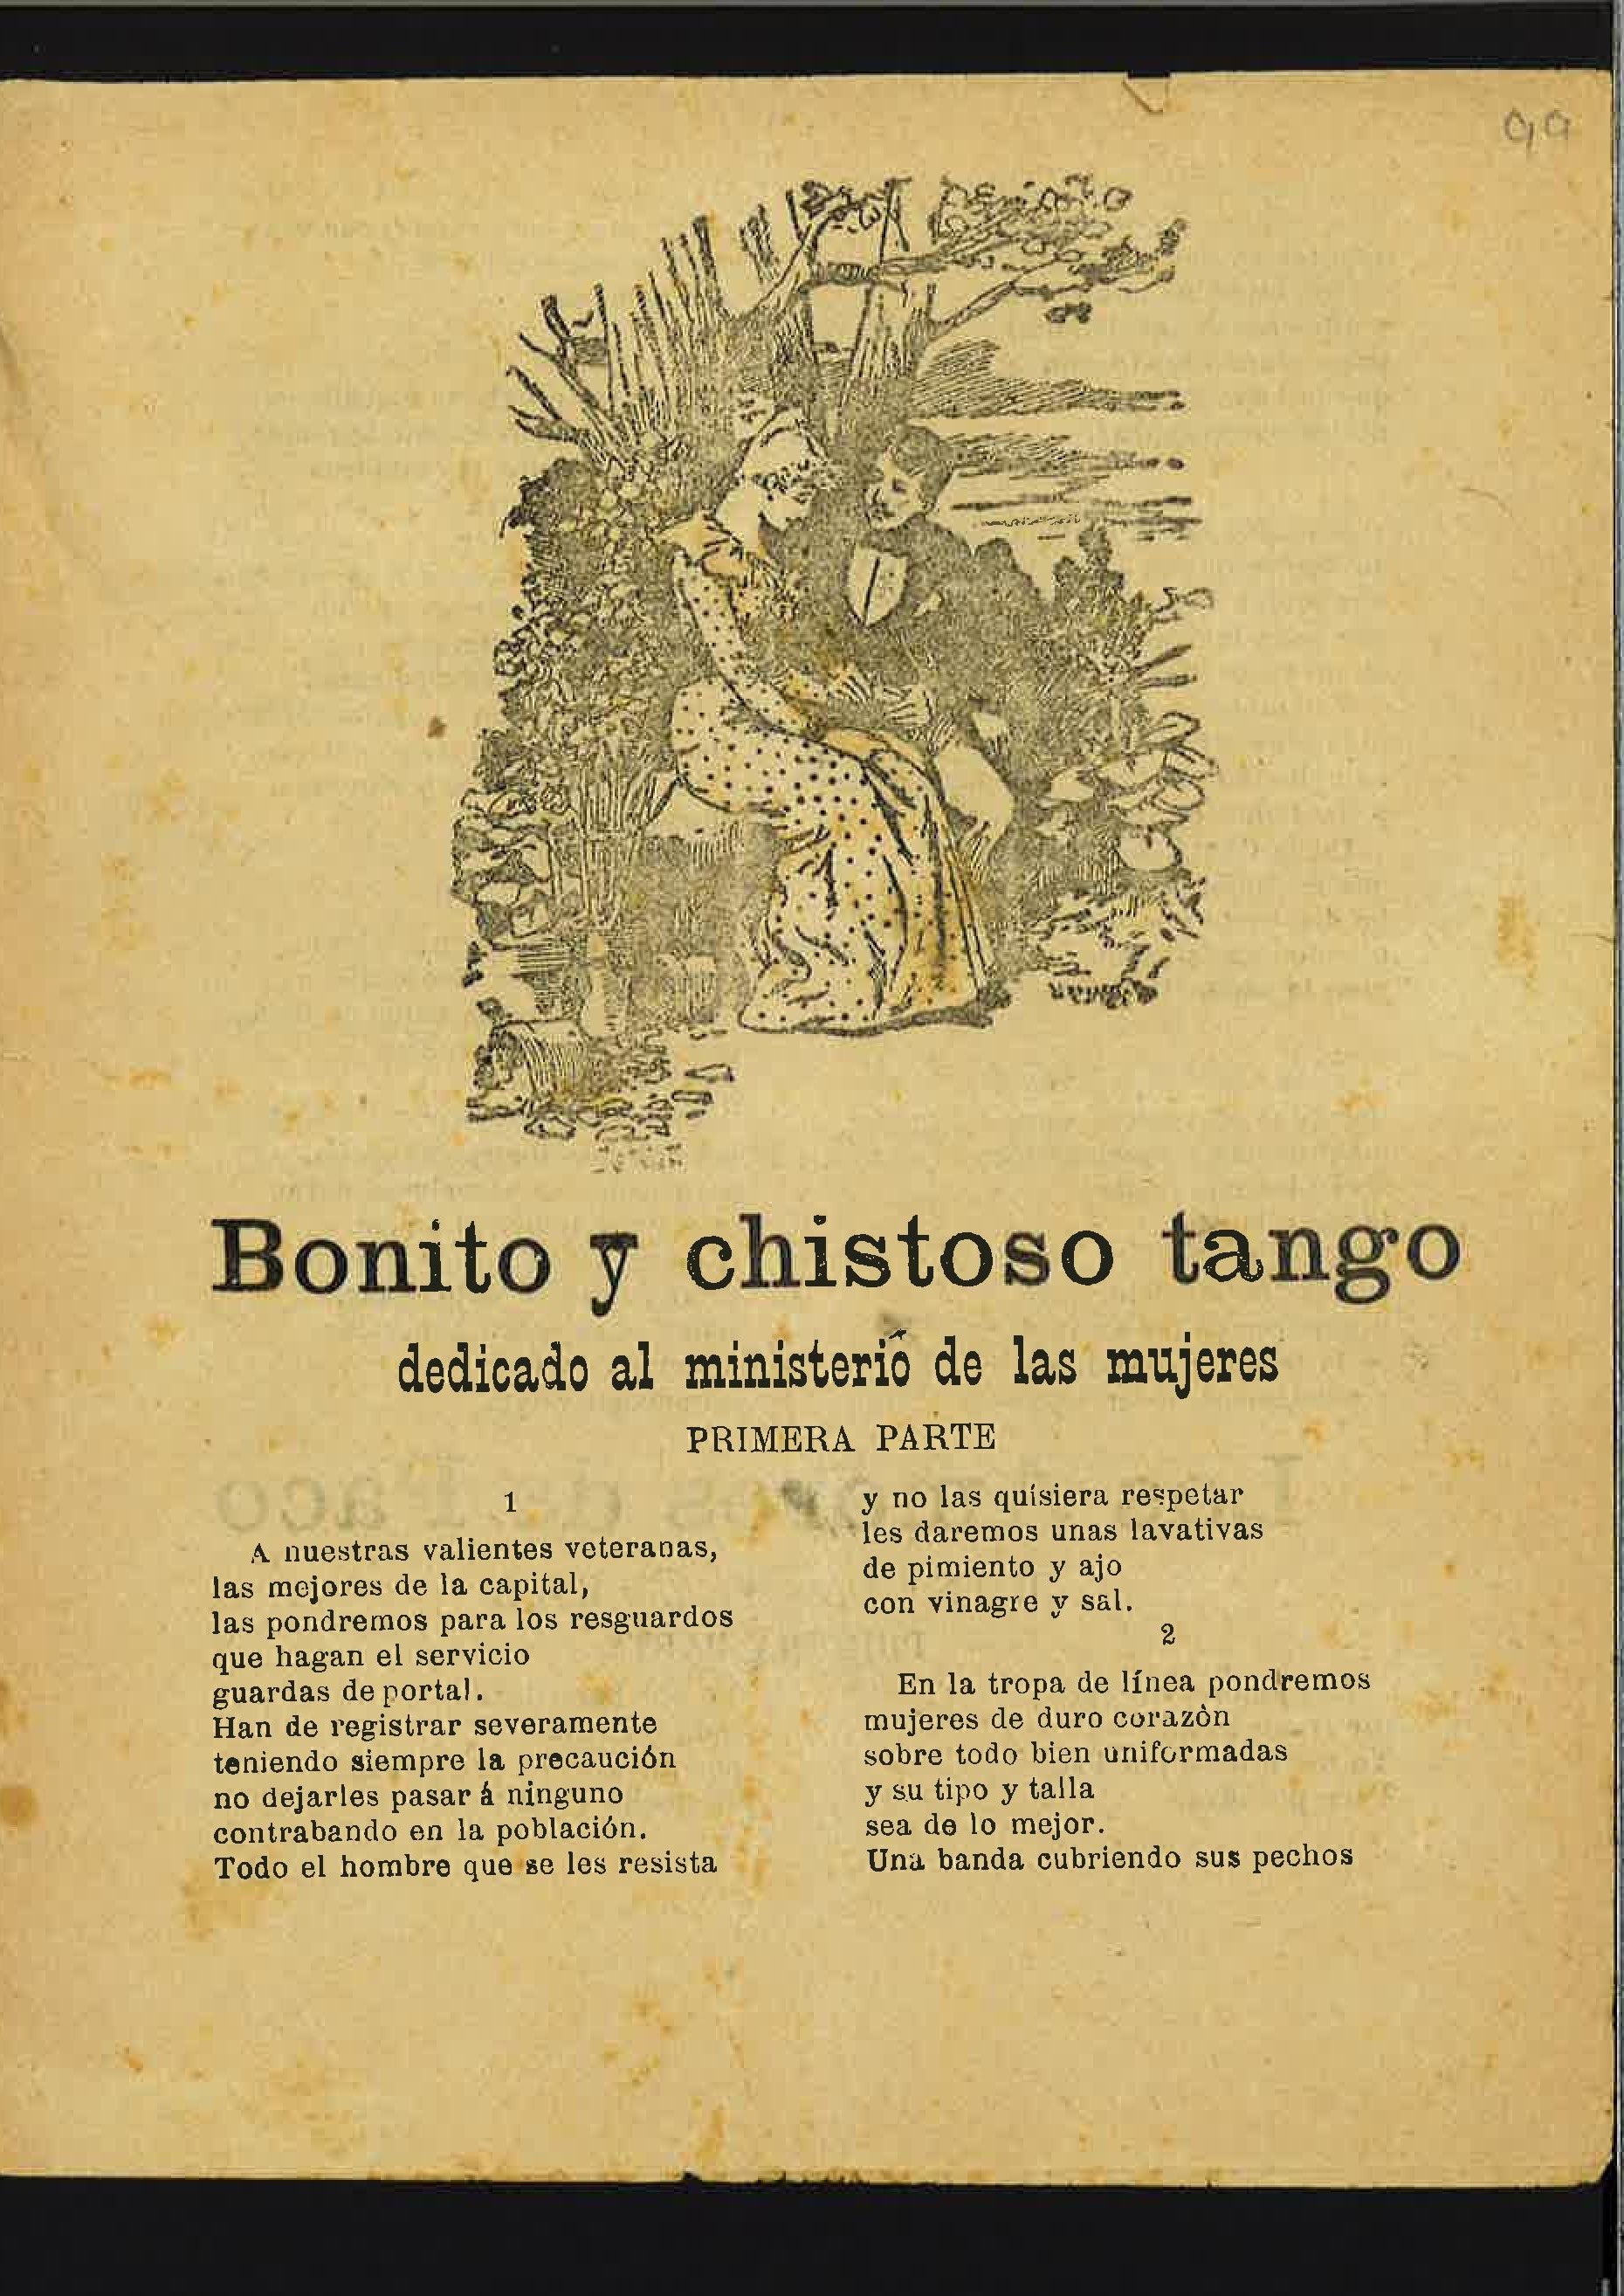 99
Bonito y chistoso tango
dedicado al ministerio de las mujeres
PRIMERA PARTE
1
A nuestras valientes veteranas,
las mejores de la capital,
las pondremos para los resguardos
que hagan el servicio
guardas de portal.
Han de registrar severamente
teniendo siempre la precaución
no dejarles pasar á ninguno
contrabando en la población.
Todo el hombre que se les resista
y no las quisiera respetar
les daremos unas lavativas
de pimiento y ajo
con vinagre y sal.
2
En la tropa de línea pondremos
mujeres de duro corazòn
sobre todo bien uniformadas
y su tipo y talla
sea de lo mejor.
Una banda cubriendo sus pechos